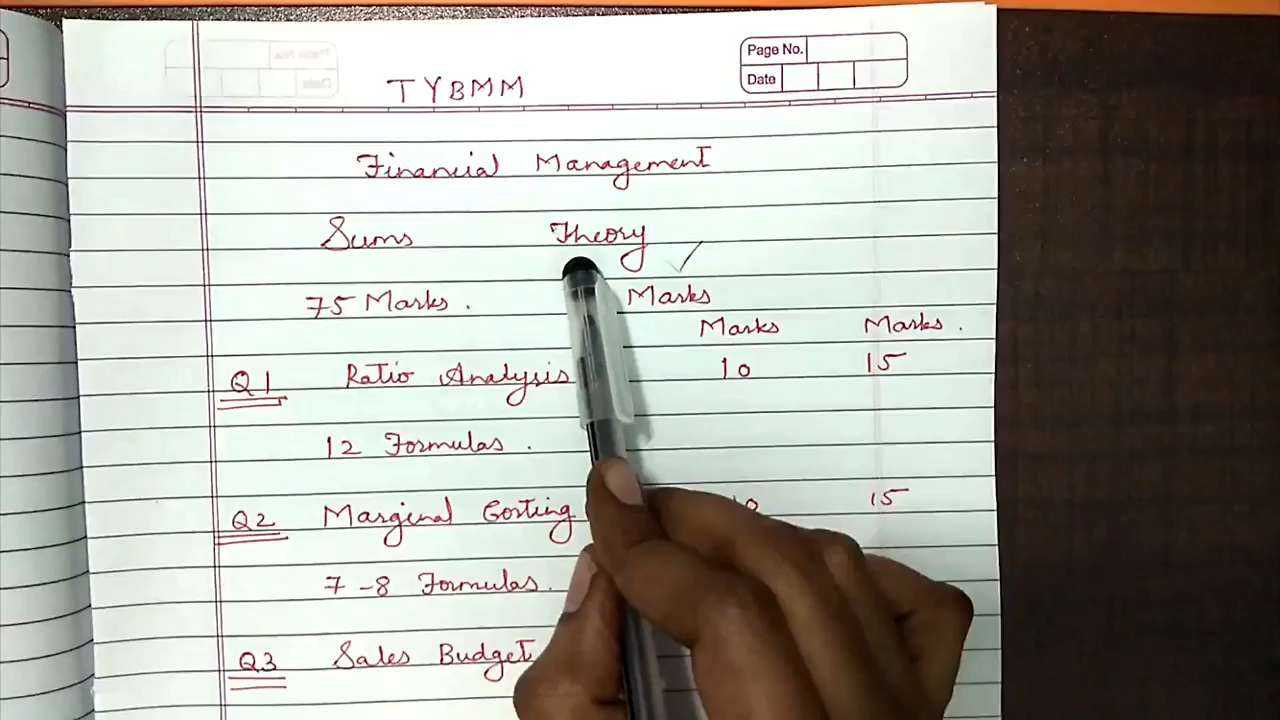 TYBMM
Page No.
Date
Financial Management
Sums Theory
75 Marks. Marks
Marks Marks.
Q1 Ratio Analysis 10 15
12 Formulas.
Q2 Marginal Costing 15
7-8 Formulas.
Q3 Sales Budget